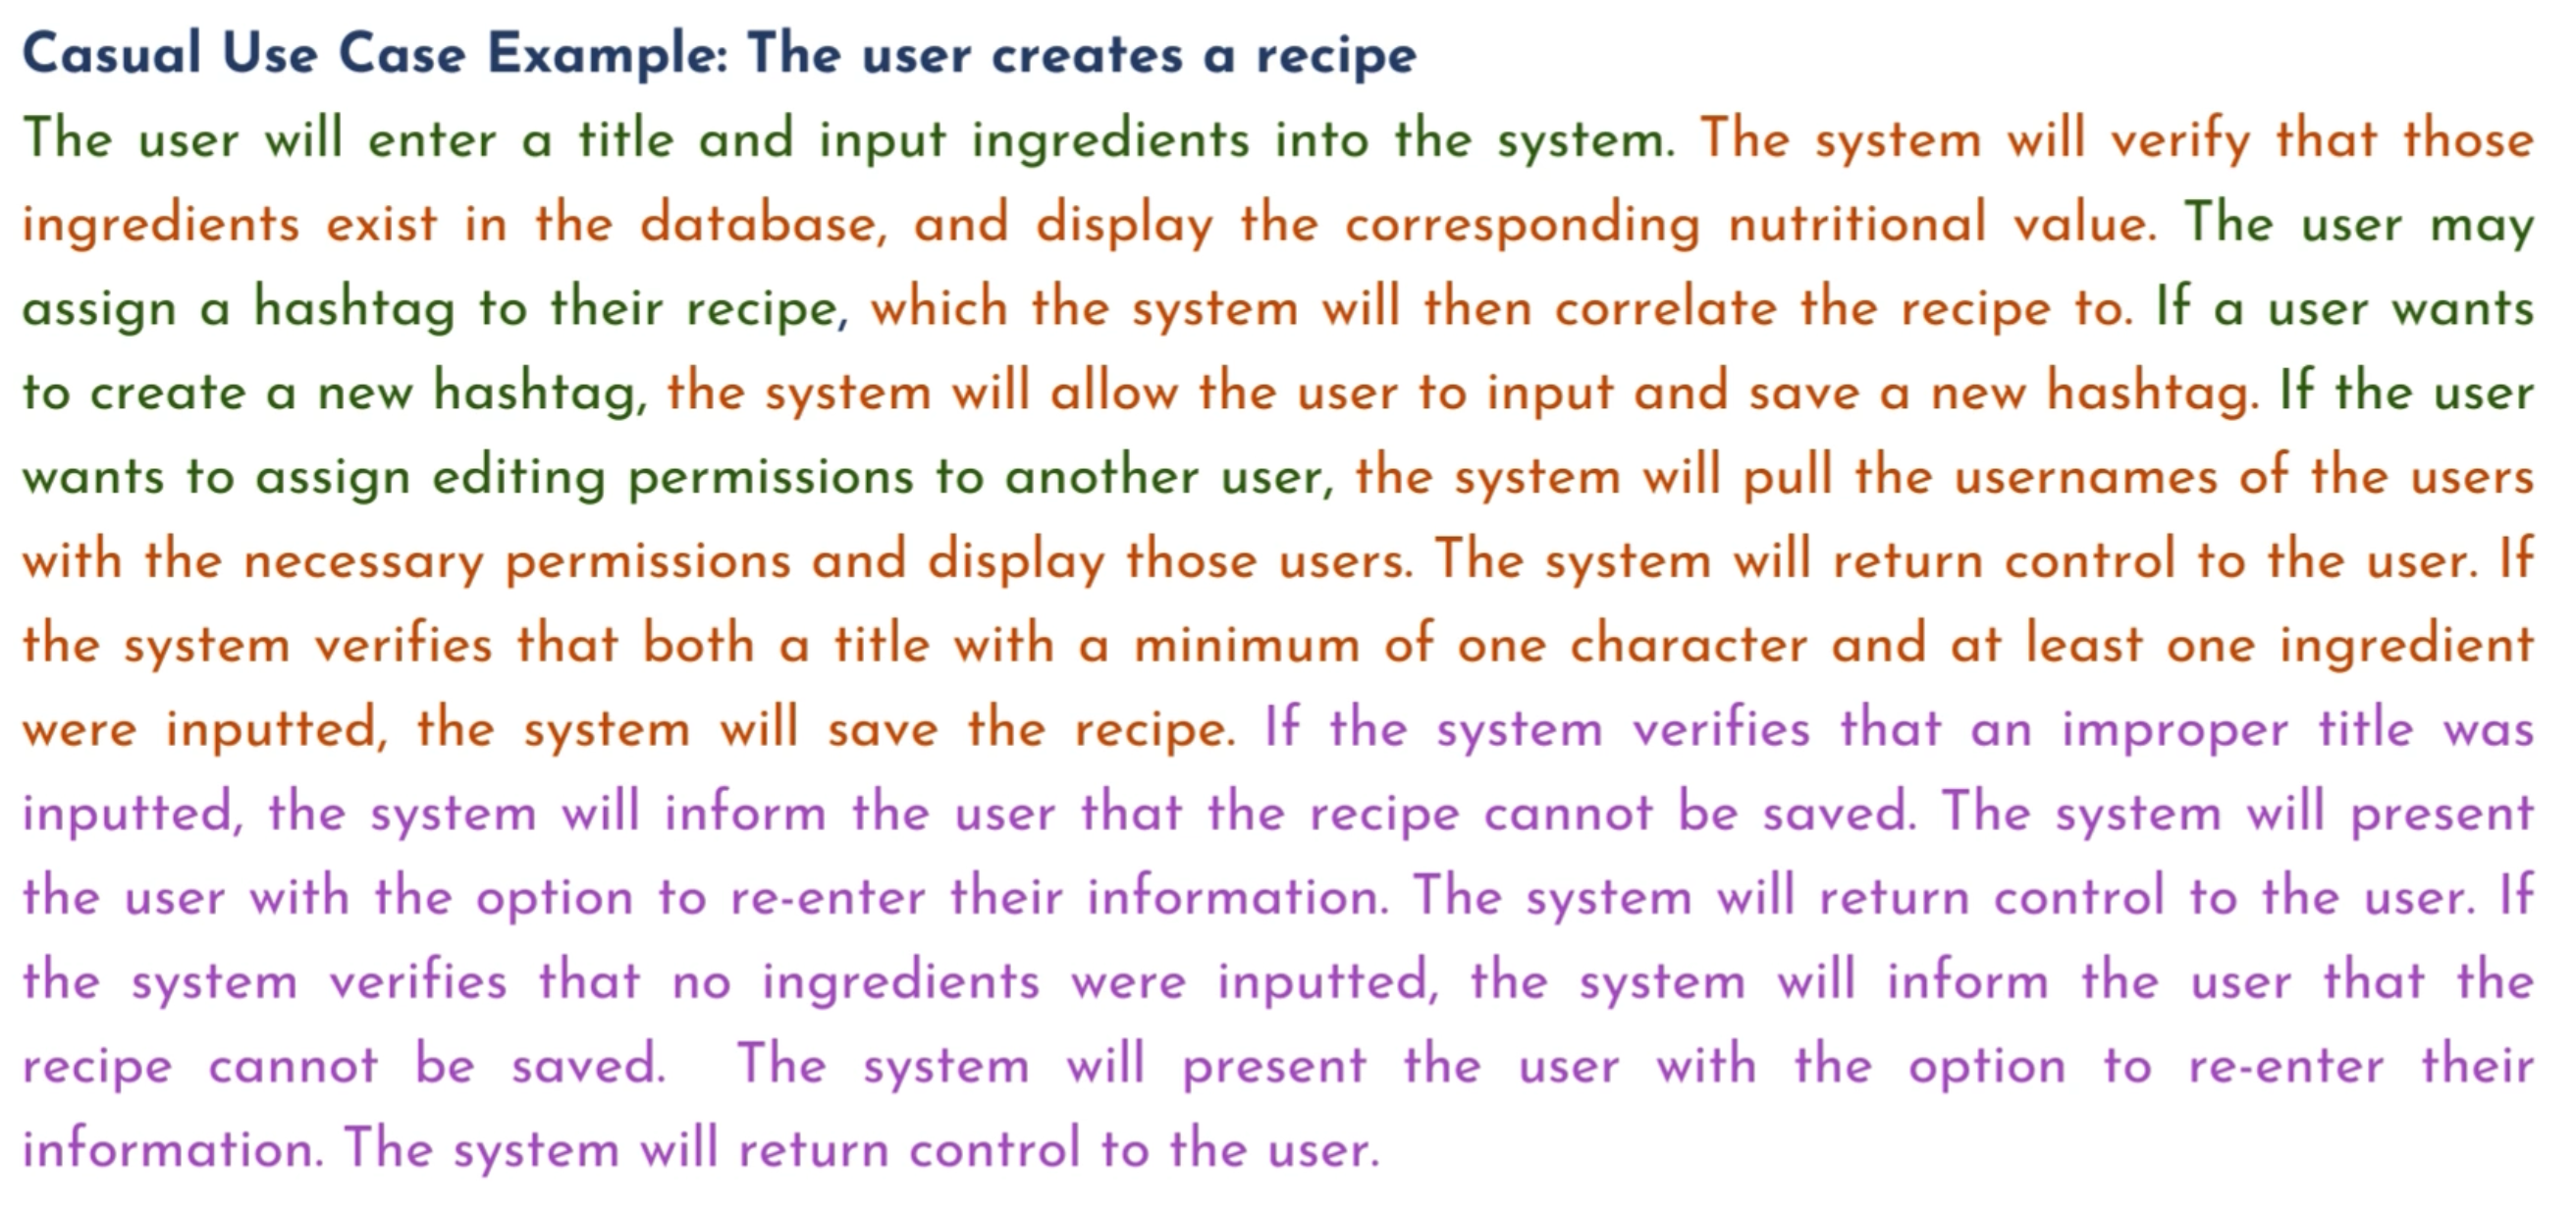 Casual Use Case Example: The user creates a recipe
The user will enter a title and input ingredients into the system. The system will verify that those
ingredients exist in the database, and display the corresponding nutritional value. The user may
assign a hashtag to their recipe, which the system will then correlate the recipe to. If a user wants
to create a new hashtag, the system will allow the user to input and save a new hashtag. If the user
wants to assign editing permissions to another user, the system will pull the usernames of the users
with the necessary permissions and display those users. The system will return control to the user. If
the system verifies that both a title with a minimum of one character and at least one ingredient
were inputted, the system will save the recipe. If the system verifies that an improper title was
inputted, the system will inform the user that the recipe cannot be saved. The system will present
the user with the option to re-enter their information. The system will return control to the user. If
the system verifies that no ingredients were inputted, the system will inform the user that the
recipe cannot be saved.  The system will present the user with the option to re-enter their
information. The system will return control to the user.